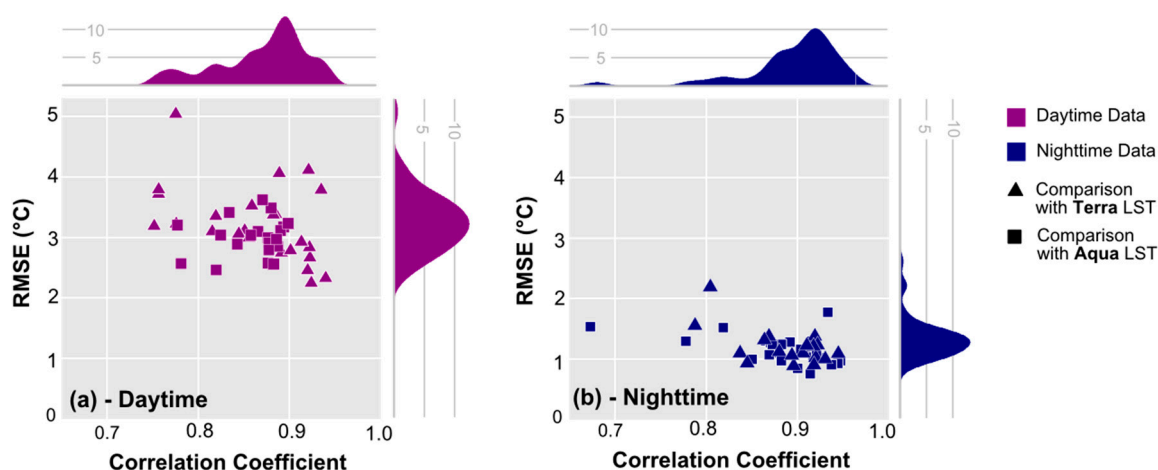 10
5
10
5
5
4
3
2
1
0
RMSE (°C)
5
10
(a) - Daytime
0.7
0.8
0.9
1.0
Correlation Coefficient
5
4
3
2
1
0
RMSE (°C)
5
10
(b) - Nighttime
0.7
0.8
0.9
1.0
Correlation Coefficient
Daytime Data
Nighttime Data
Comparison
with Terra LST
Comparison
with Aqua LST